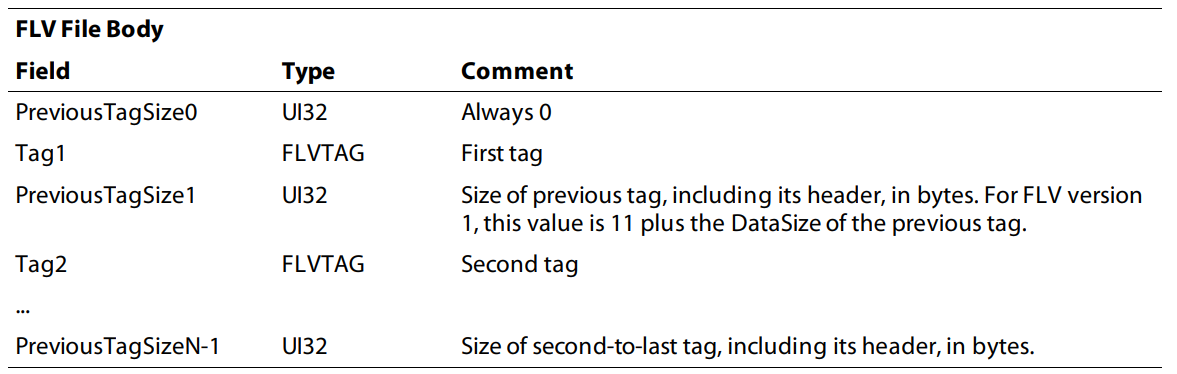 FLV File Body
Field Type Comment
PreviousTagSize0 UI32 Always 0
Tag1 FLVTAG First tag
PreviousTagSize1 UI32 Size of previous tag, including its header, in bytes. For FLV version
1, this value is 11 plus the DataSize of the previous tag.
Tag2 FLVTAG Second tag
...
PreviousTagSizeN-1 UI32 Size of second-to-last tag, including its header, in bytes.